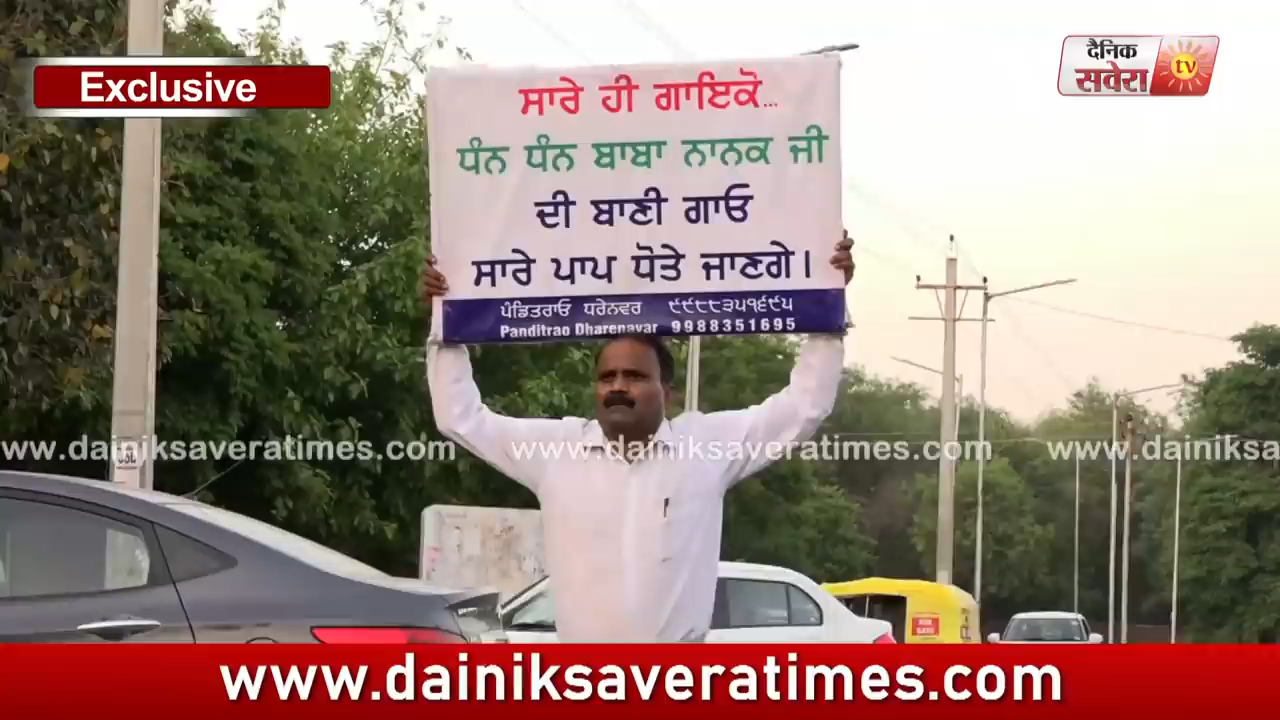 Exclusive
दैनिक
सवेरा tv
ਸਾਰੇ ਹੀ ਗਾਇਕੋ...
ਧੰਨ ਧੰਨ ਬਾਬਾ ਨਾਨਕ ਜੀ
ਦੀ ਬਾਣੀ ਗਾਓ
ਸਾਰੇ ਪਾਪ ਧੋਤੇ ਜਾਣਗੇ।
ਪੰਡਿਤਰਾਓ ਧਰੇਨਵਰ ੯੯੮੮੩੫੧੬੯੫
Panditrao Dharenavar 9988351695
www.dainiksaveratimes.com www.dainiksaveratimes.com www.dainiksa
www.dainiksaveratimes.com